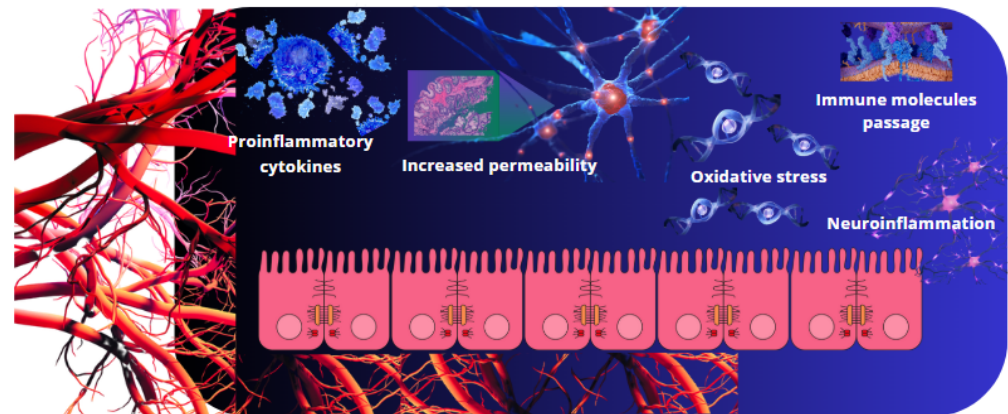 Proinflammatory
cytokines
Increased permeability
Oxidative stress
Immune molecules
passage
Neuroinflammation